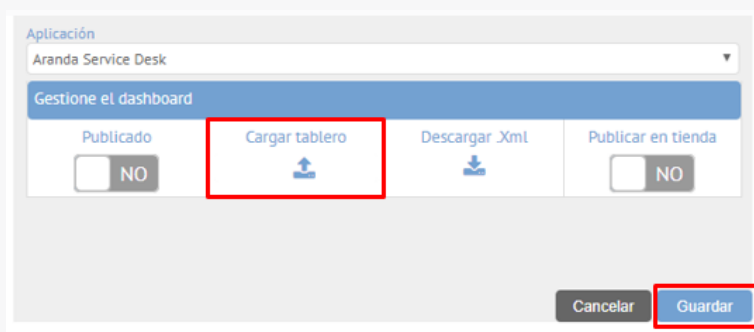 Aplicación
Aranda Service Desk
Gestione el dashboard
Publicado Cargar tablero Descargar .Xml Publicar en tienda
NO NO
Cancelar Guardar